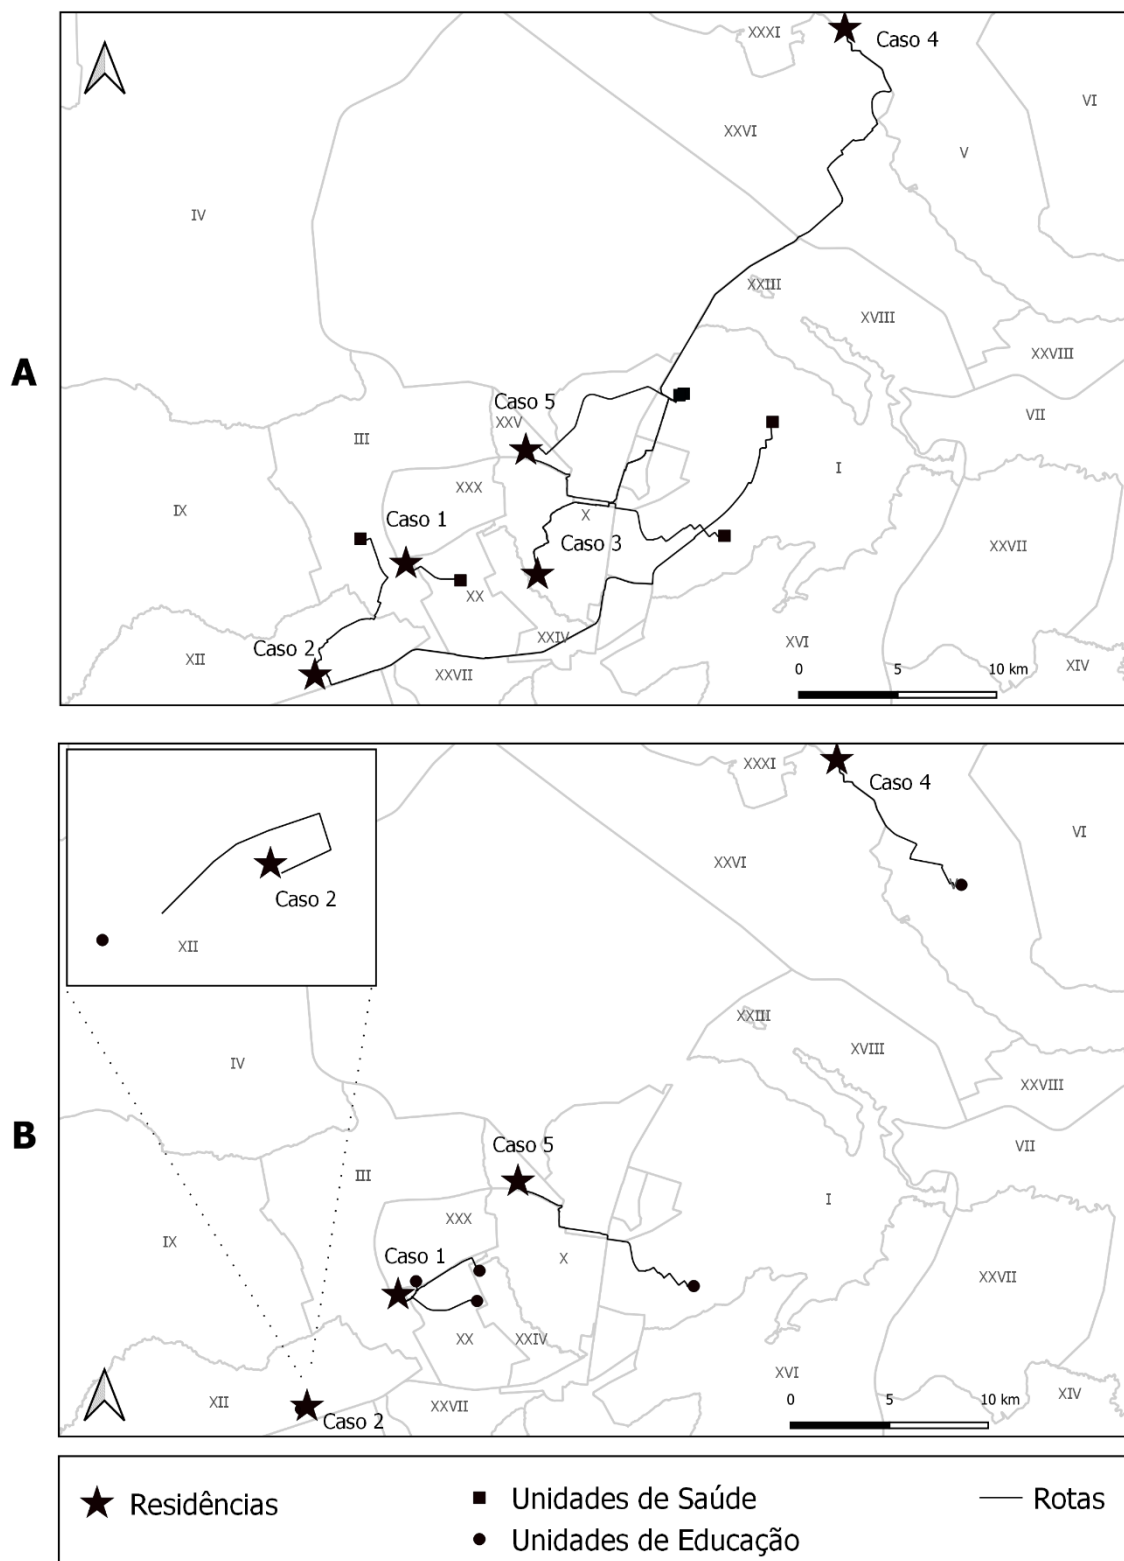 A
XXXI
Caso 4
VI
XXVI
V
IV
XXIII
XVIII
XXVIII
Caso 5
VII
XXV
III
I
XXX
IX
X
Caso 1
Caso 3
XXVII
XX
XXIV
XVI
Caso 2
XII
XXVII
XIV
0 5 10 km
B
XXXI
Caso 4
VI
XXVI
Caso 2
XII
XXIII
XVIII
IV
XXVIII
Caso 5
VII
III
I
XXX
IX
Caso 1
X
XXVII
XX
XXIV
XVI
XIV
XII
XXVII
0 5 10 km
Caso 2
Residências
Unidades de Saúde
Rotas
Unidades de Educação